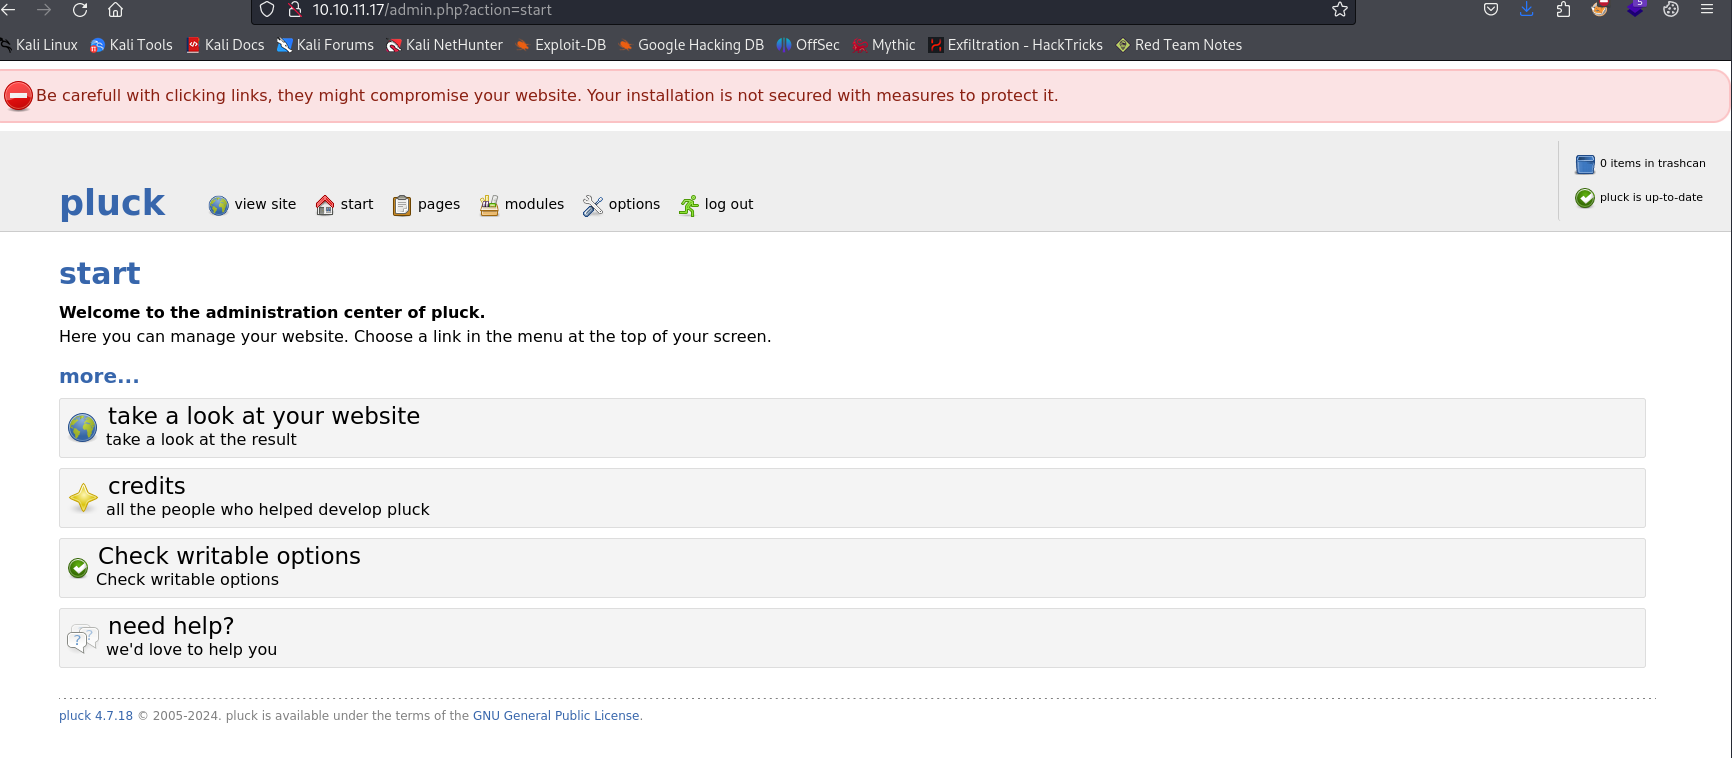 10.10.11.17/admin.php?action=start
5
Kali Linux Kali Tools Kali Docs Kali Forums Kali NetHunter Exploit-DB Google Hacking DB OffSec Mythic Exfiltration - HackTricks Red Team Notes
Be carefull with clicking links, they might compromise your website. Your installation is not secured with measures to protect it.
0 items in trashcan
pluck is up-to-date
pluck view site start pages modules options log out
start
Welcome to the administration center of pluck.
Here you can manage your website. Choose a link in the menu at the top of your screen.
more...
take a look at your website
take a look at the result
credits
all the people who helped develop pluck
Check writable options
Check writable options
need help?
we'd love to help you
pluck 4.7.18 © 2005-2024. pluck is available under the terms of the GNU General Public License.